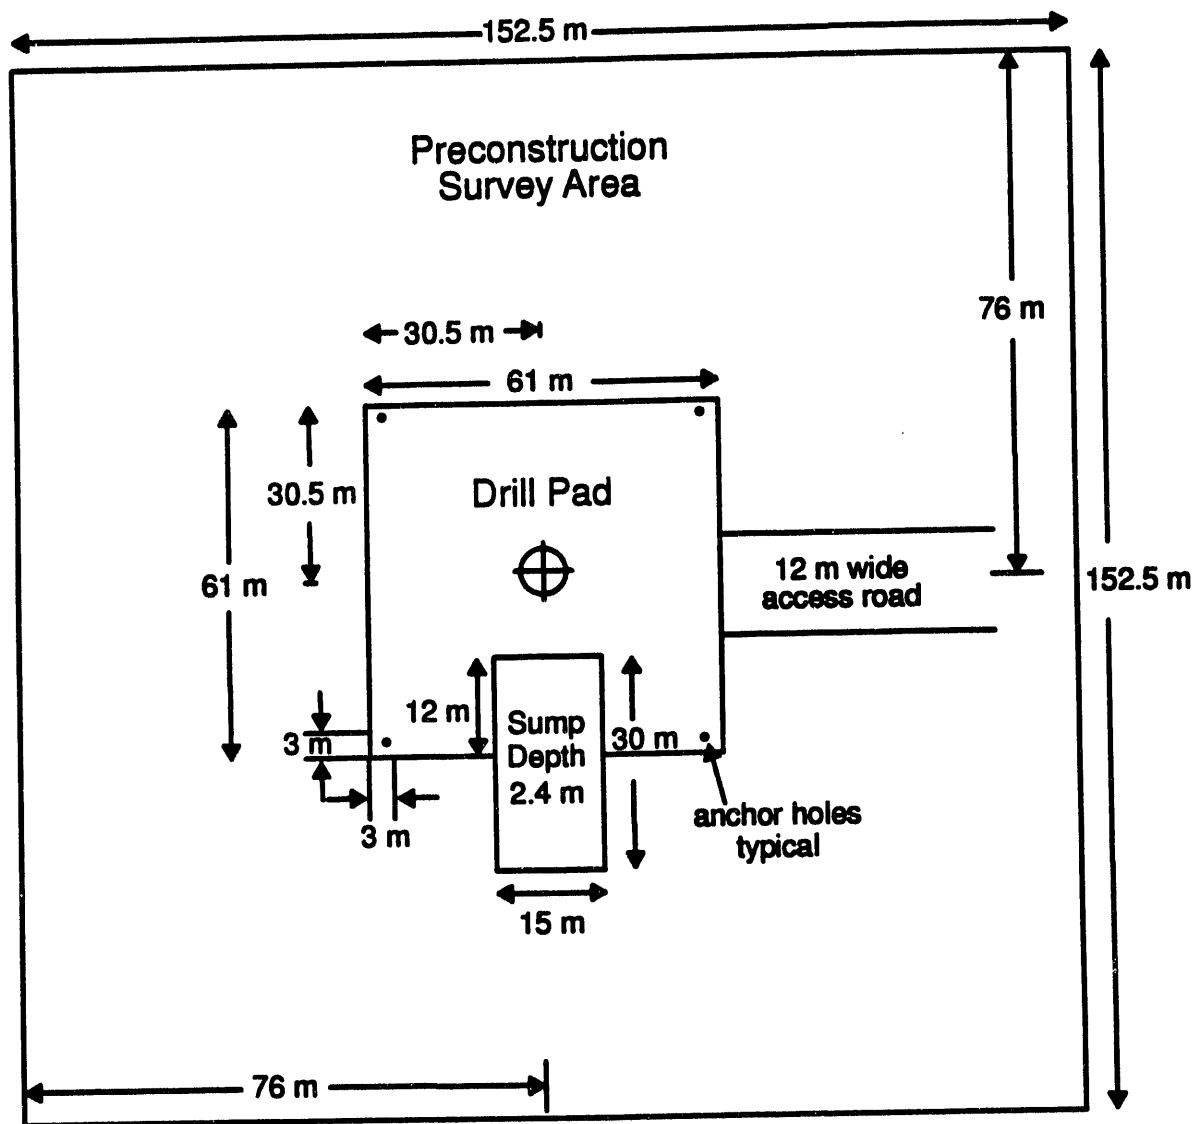 152.5 m
Preconstruction
Survey Area
76 m
30.5 m
61 m
30.5 m
Drill Pad
61 m
12 m wide
access road
152.5 m
12 m
Sump
Depth
2.4 m
30 m
3 m
anchor holes
typical
3 m
15 m
76 m